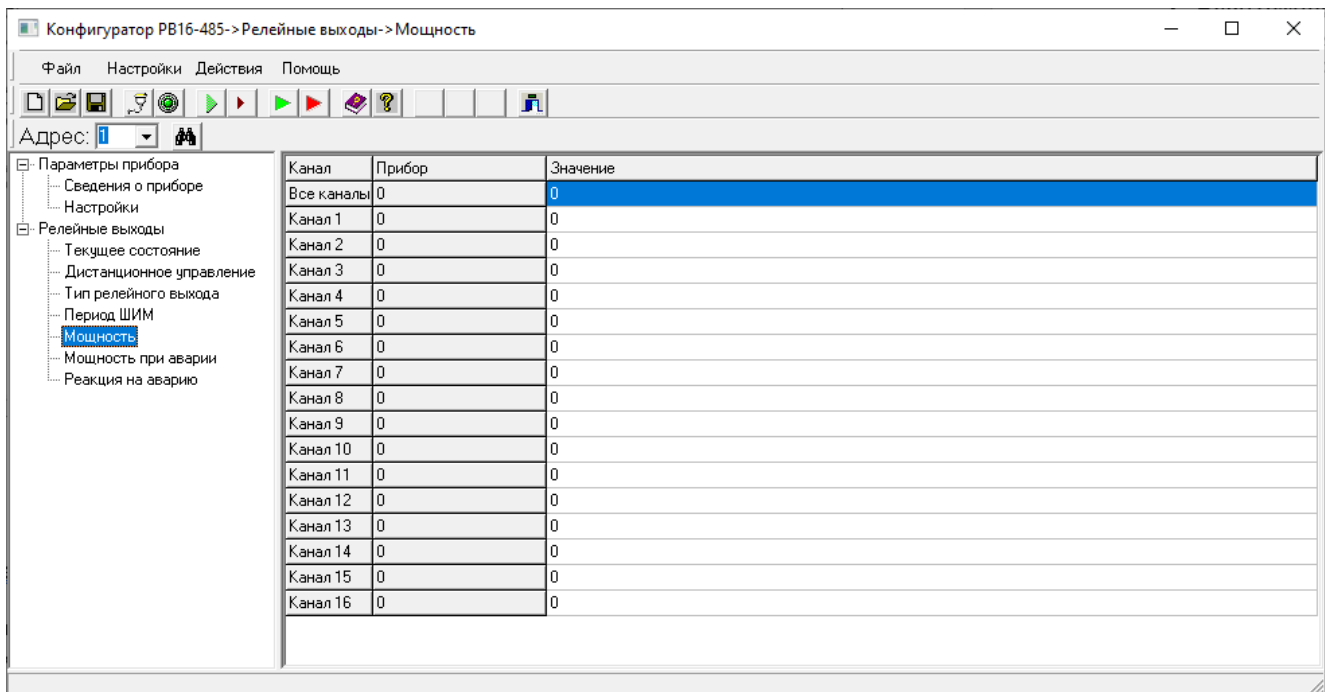 Конфигуратор РВ16-485->Релейные выходы->Мощность
Файл Настройки Действия Помощь
Адрес: 1
Параметры прибора
Сведения о приборе
Настройки
Релейные выходы
Текущее состояние
Дистанционное управление
Тип релейного выхода
Период ШИМ
Мощность
Мощность при аварии
Реакция на аварию
Канал Прибор Значение
Все каналы 0 0
Канал 1 0 0
Канал 2 0 0
Канал 3 0 0
Канал 4 0 0
Канал 5 0 0
Канал 6 0 0
Канал 7 0 0
Канал 8 0 0
Канал 9 0 0
Канал 10 0 0
Канал 11 0 0
Канал 12 0 0
Канал 13 0 0
Канал 14 0 0
Канал 15 0 0
Канал 16 0 0